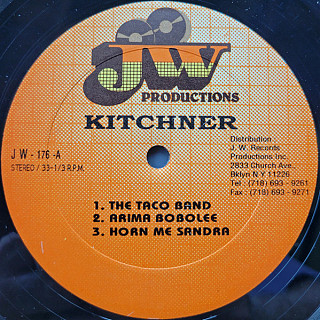 JW
PRODUCTIONS
KITCHNER
J W - 176 -A
STEREO / 33-1/3 R.P.M.
Distribution :
J. W. Records
Productions Inc.
2833 Church Ave.,
Bklyn N Y 11226
Tel : (718) 693 - 9261
Fax : (718) 693 - 9271
1. THE TACO BAND
2. ARIMA BOBOLEE
3. HORN ME SANDRA